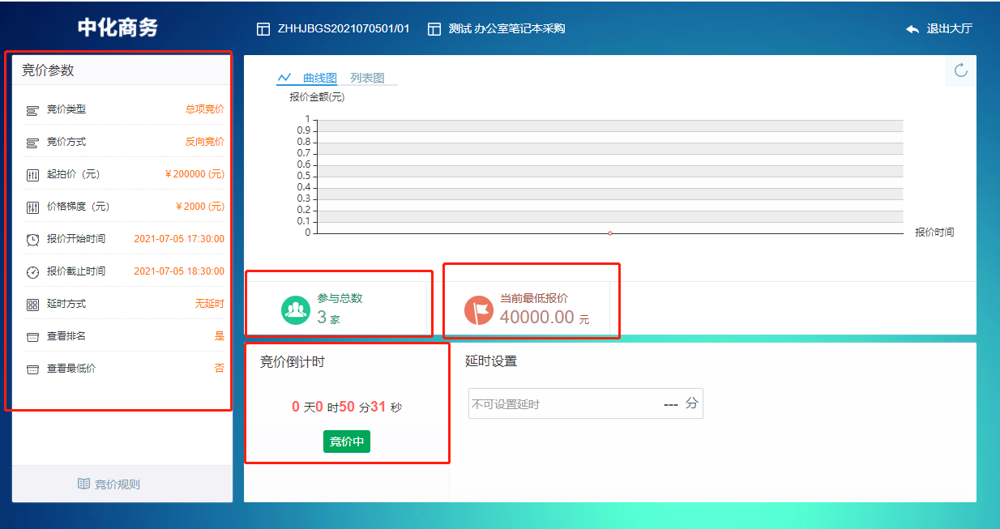 中化商务
ZHHJBGS2021070501/01
测试 办公室笔记本采购
退出大厅
竞价参数
竞价类型 总项竞价
竞价方式 反向竞价
起拍价（元） ￥200000 (元)
价格梯度（元） ￥2000 (元)
报价开始时间 2021-07-05 17:30:00
报价截止时间 2021-07-05 18:30:00
延时方式 无延时
查看排名 是
查看最低价 否
竞价规则
曲线图 列表图
报价金额(元)
1
0.9
0.8
0.7
0.6
0.5
0.4
0.3
0.2
0.1
0
报价时间
参与总数
3 家
当前最低报价
40000.00 元
竞价倒计时
0 天0 时50 分31 秒
竞价中
延时设置
不可设置延时 --- 分